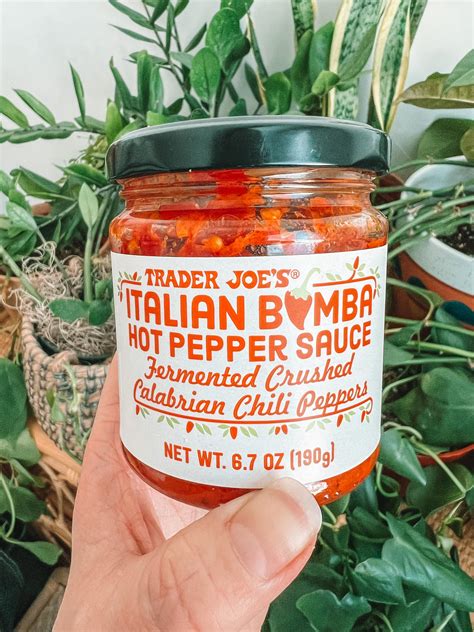 TRADER JOE'S®
"ITALIAN BOMBA"
HOT PEPPER SAUCE
Fermented Crushed
Calabrian Chili Peppers
NET WT. 6.7 OZ (190g)